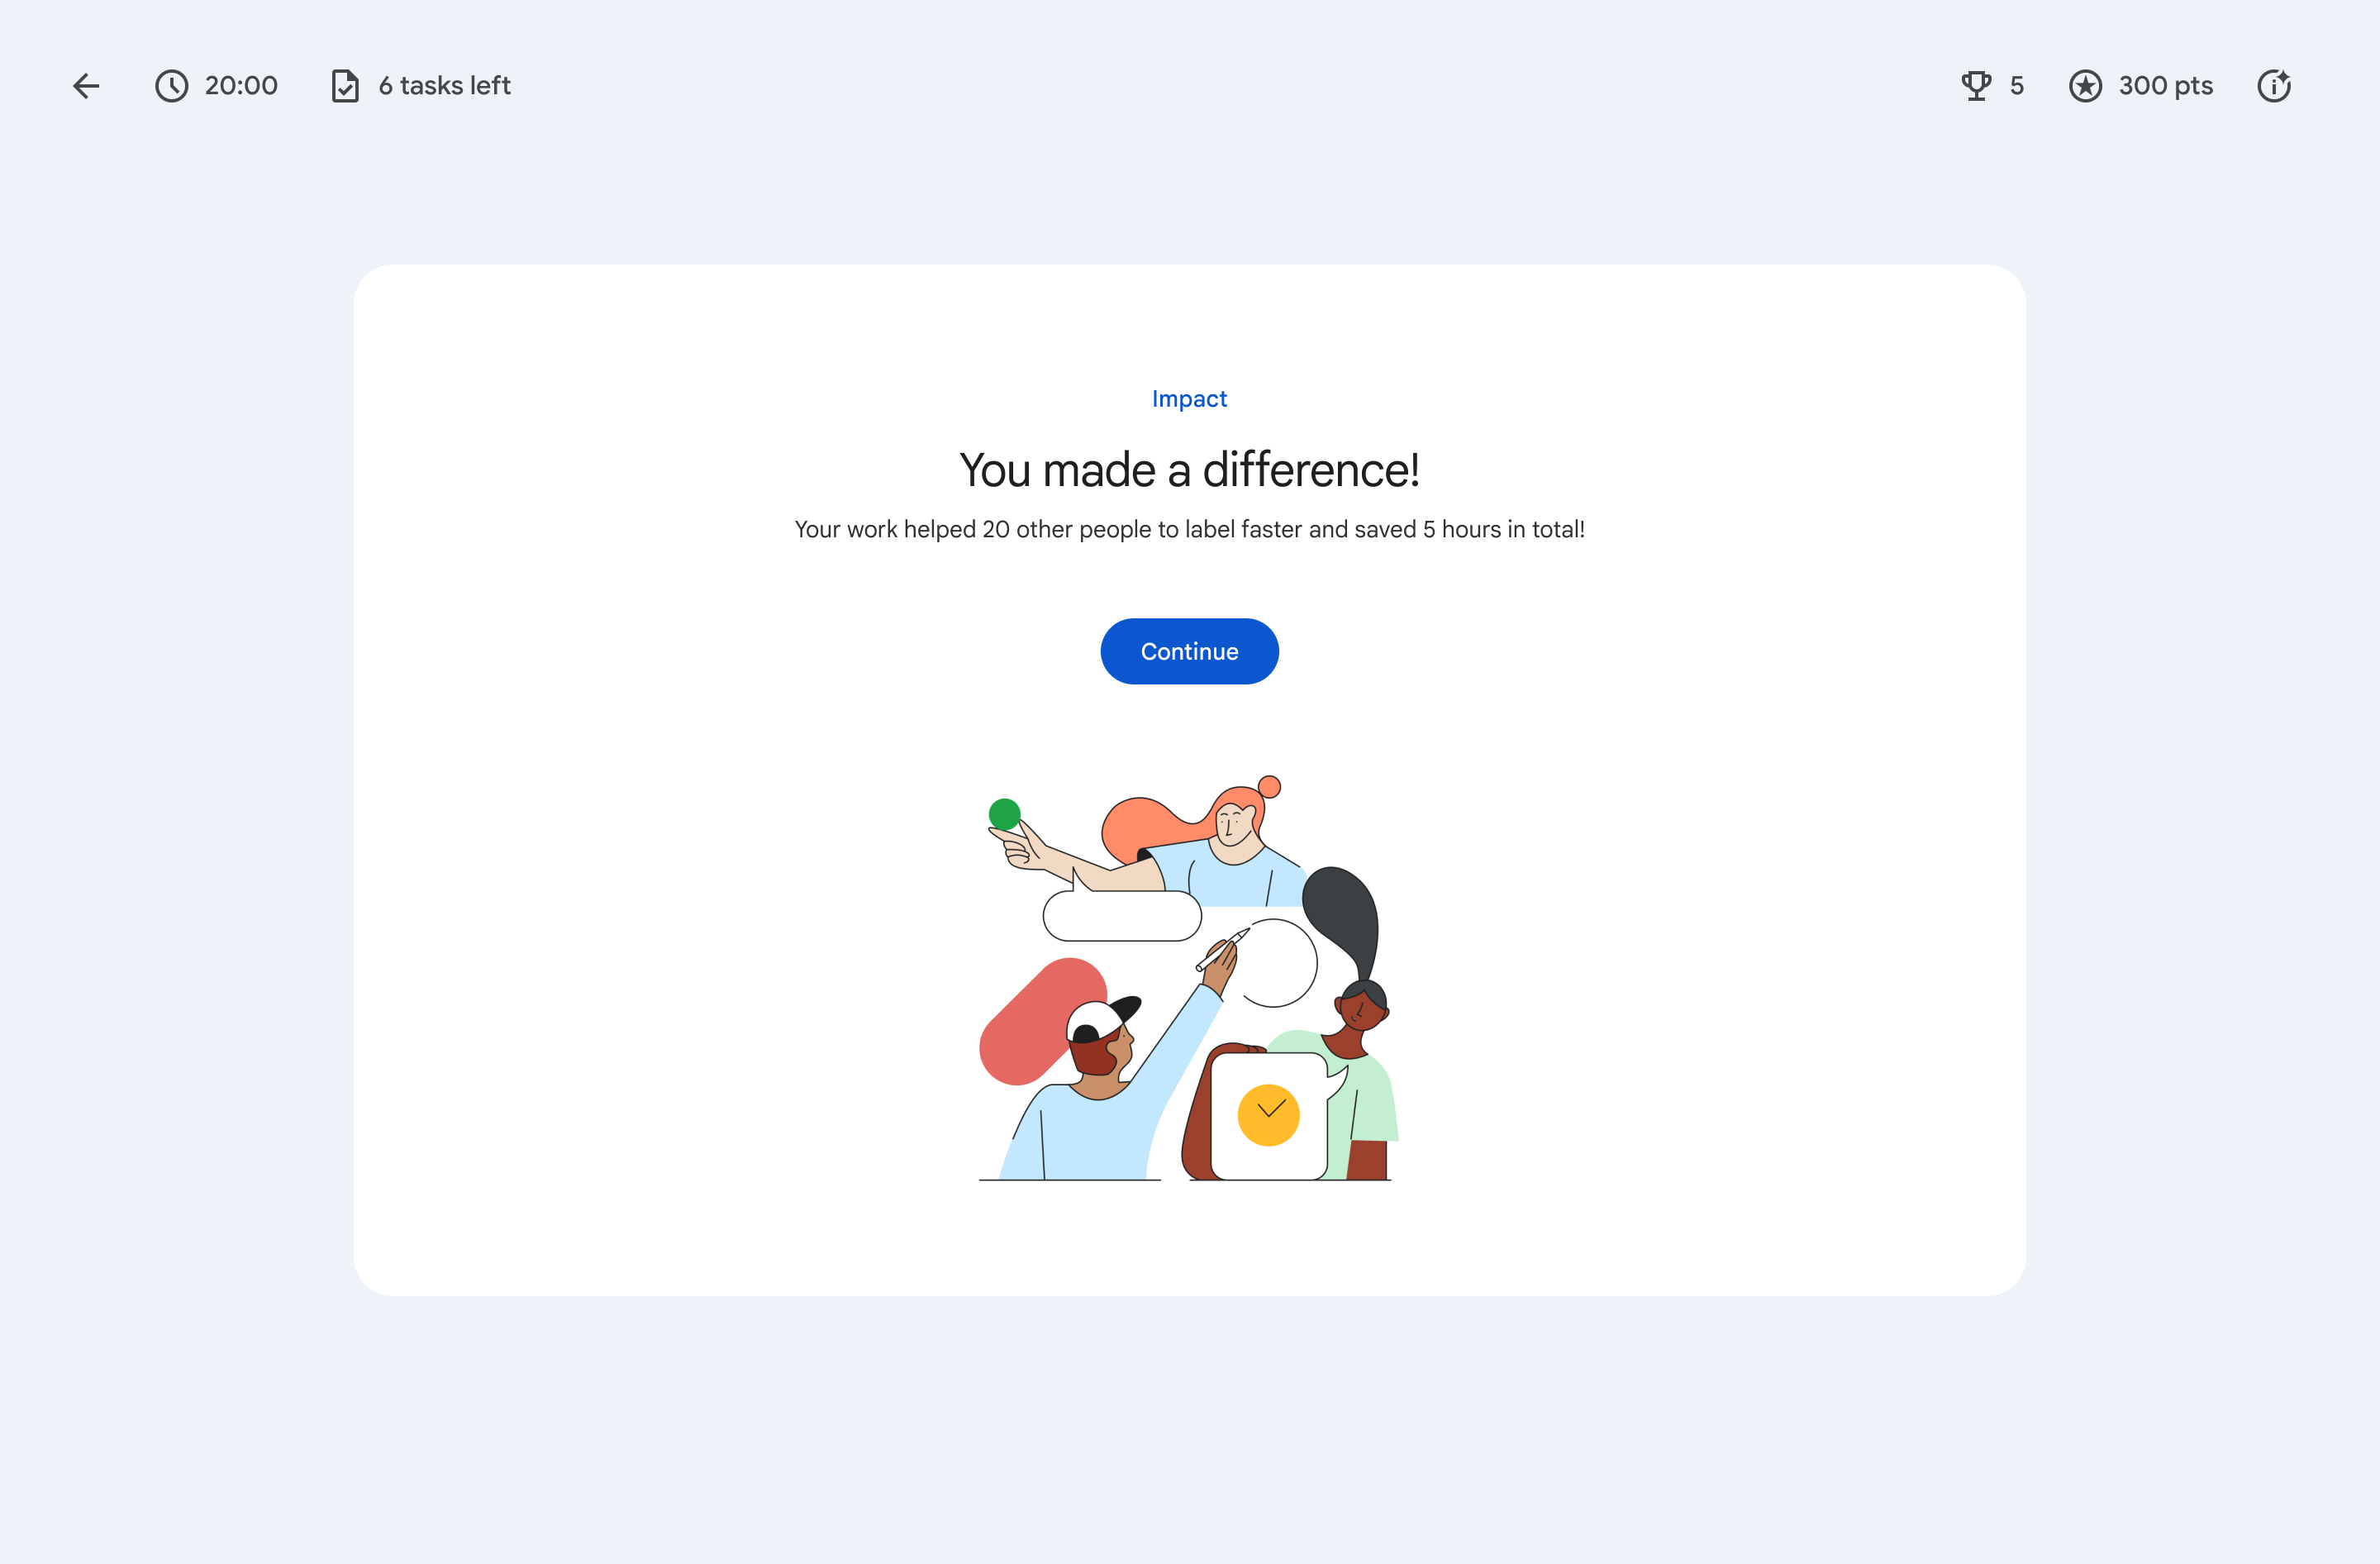 20:00 6 tasks left 5 300 pts
Impact
You made a difference!
Your work helped 20 other people to label faster and saved 5 hours in total!
Continue